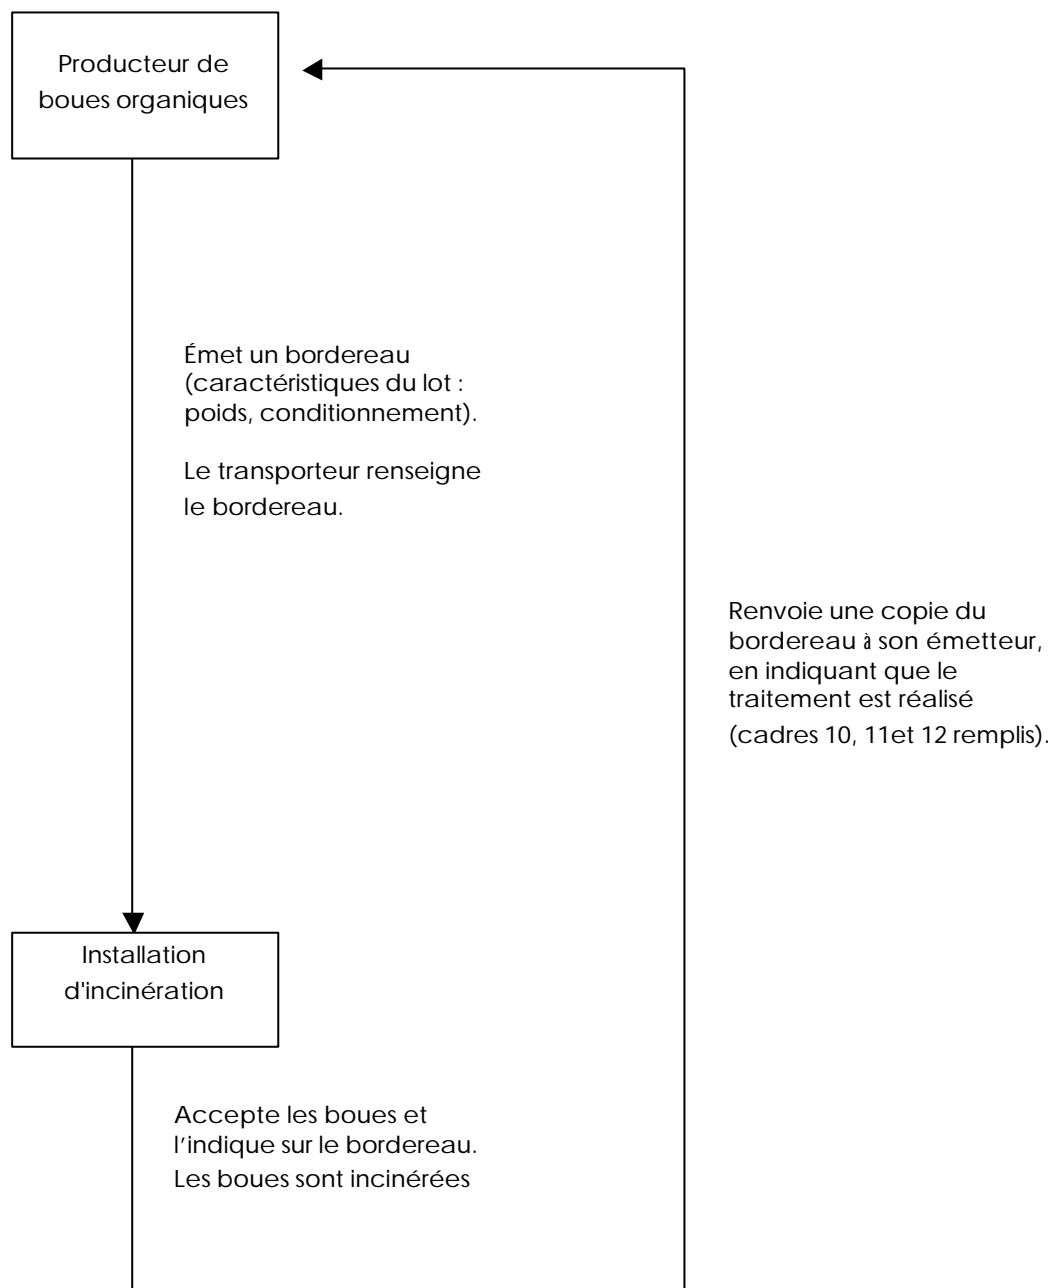 Producteur de
boues organiques
Émet un bordereau
(caractéristiques du lot :
poids, conditionnement).
Le transporteur renseigne
le bordereau.
Renvoie une copie du
bordereau à son émetteur,
en indiquant que le
traitement est réalisé
(cadres 10, 11et 12 remplis).
Installation
d'incinération
Accepte les boues et
l’indique sur le bordereau.
Les boues sont incinérées